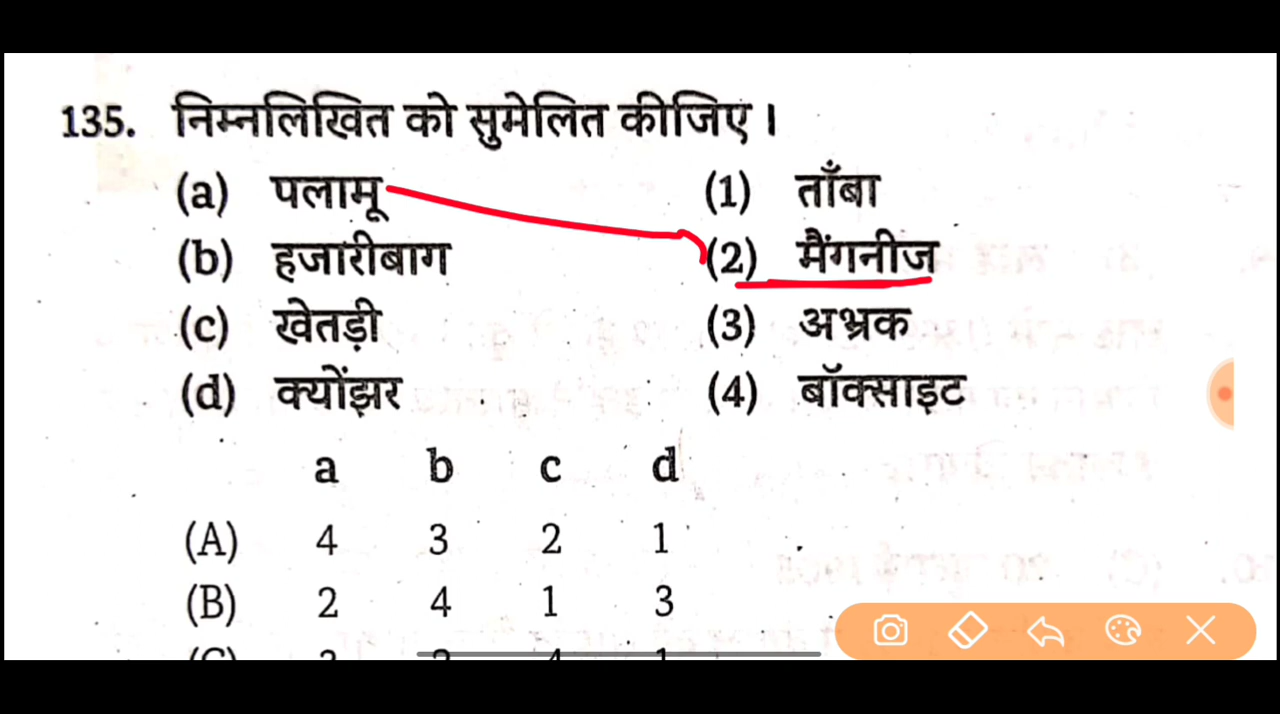 135. निम्नलिखित को सुमेलित कीजिए ।
(a) पलामू (1) ताँबा
(b) हजारीबाग (2) मैंगनीज
(c) खेतड़ी (3) अभ्रक
(d) क्योंझर (4) बॉक्साइट
a b c d
(A) 4 3 2 1
(B) 2 4 1 3